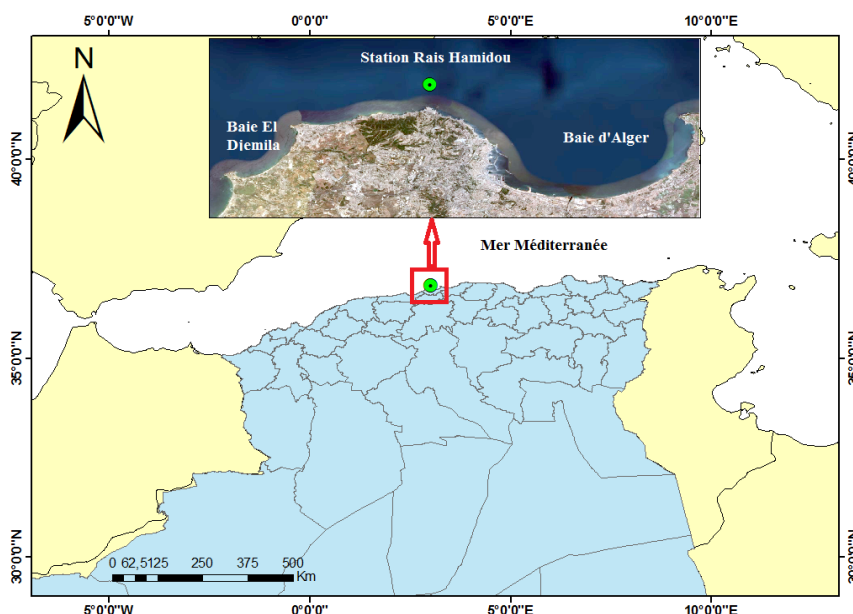 5°0'0"W 0°0'0" 5°0'0"E 10°0'0"E
N
Station Rais Hamidou
Baie El
Djemila
Baie d'Alger
40°0'0"N 40°0'0"N
Mer Méditerranée
35°0'0"N 35°0'0"N
30°0'0"N 30°0'0"N
0 62,5125 250 375 500
Km
5°0'0"W 0°0'0" 5°0'0"E 10°0'0"E